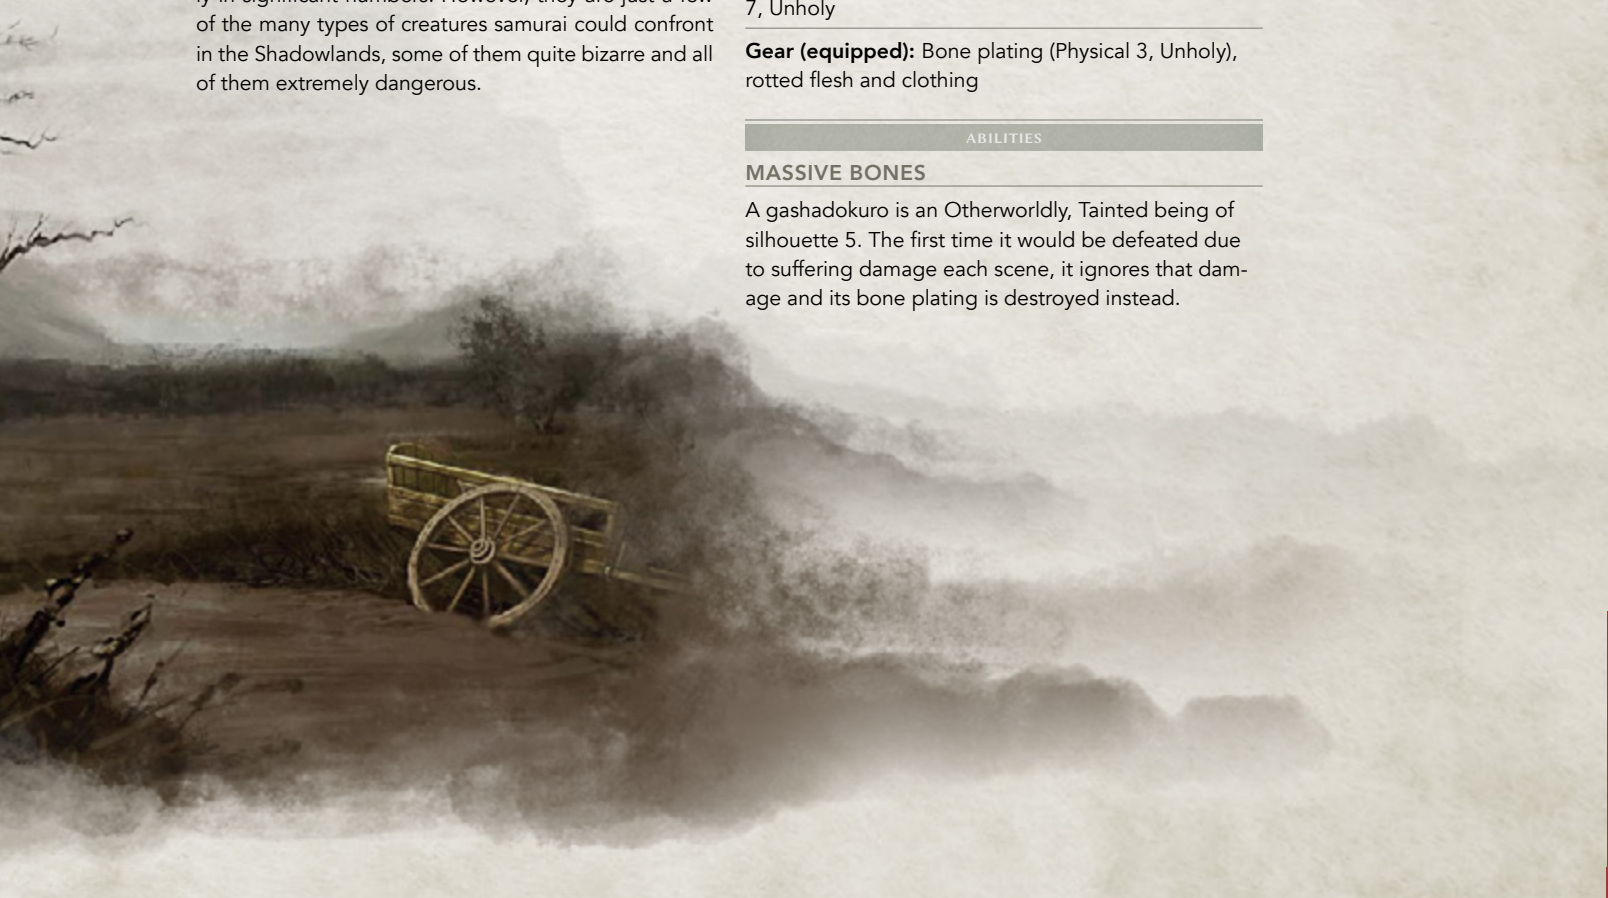 of the many types of creatures samurai could confront
in the Shadowlands, some of them quite bizarre and all
of them extremely dangerous.
7, Unholy
Gear (equipped): Bone plating (Physical 3, Unholy),
rotted flesh and clothing
ABILITIES
MASSIVE BONES
A gashadokuro is an Otherworldly, Tainted being of
silhouette 5. The first time it would be defeated due
to suffering damage each scene, it ignores that dam-
age and its bone plating is destroyed instead.